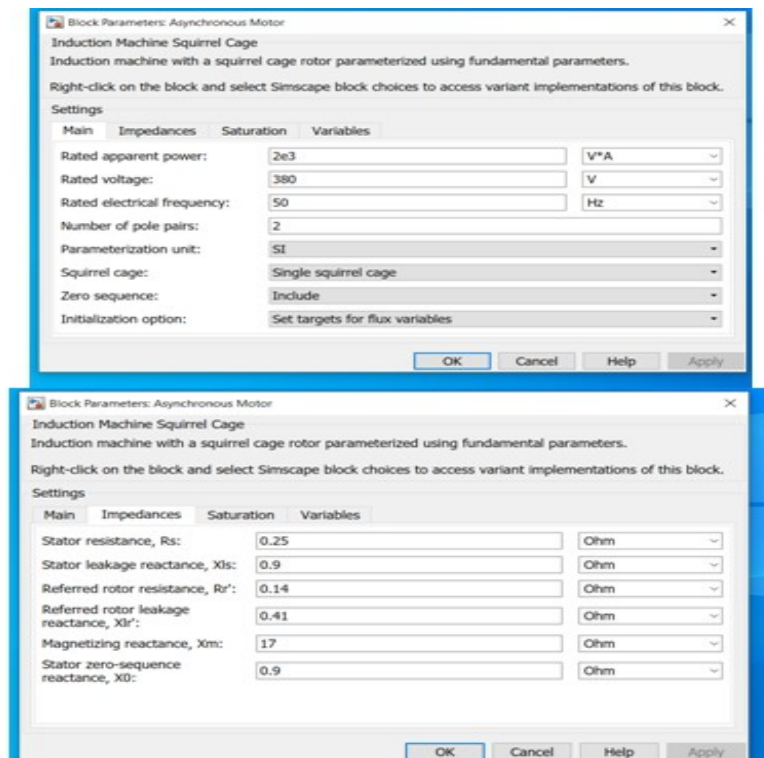 Block Parameters: Asynchronous Motor
Induction Machine Squirrel Cage
Induction machine with a squirrel cage rotor parameterized using fundamental parameters.
Right-click on the block and select Simscape block choices to access variant implementations of this block.
Settings
Main Impedances Saturation Variables
Rated apparent power: 2e3 V*A
Rated voltage: 380 V
Rated electrical frequency: 50 Hz
Number of pole pairs: 2
Parameterization unit: SI
Squirrel cage: Single squirrel cage
Zero sequence: Include
Initialization option: Set targets for flux variables
OK Cancel Help Apply
Block Parameters: Asynchronous Motor
Induction Machine Squirrel Cage
Induction machine with a squirrel cage rotor parameterized using fundamental parameters.
Right-click on the block and select Simscape block choices to access variant implementations of this block.
Settings
Main Impedances Saturation Variables
Stator resistance, Rs: 0.25 Ohm
Stator leakage reactance, Xls: 0.9 Ohm
Referred rotor resistance, Rr': 0.14 Ohm
Referred rotor leakage
reactance, Xlr': 0.41 Ohm
Magnetizing reactance, Xm: 17 Ohm
Stator zero-sequence
reactance, X0: 0.9 Ohm
OK Cancel Help Apply